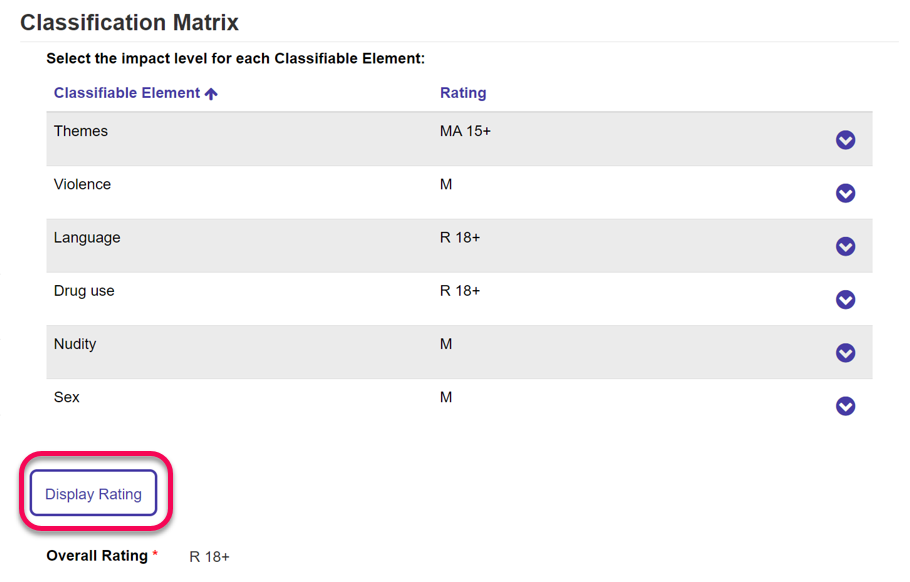 Classification Matrix
Select the impact level for each Classifiable Element:
Classifiable Element Rating
Themes MA 15+
Violence M
Language R 18+
Drug use R 18+
Nudity M
Sex M
Display Rating
Overall Rating * R 18+